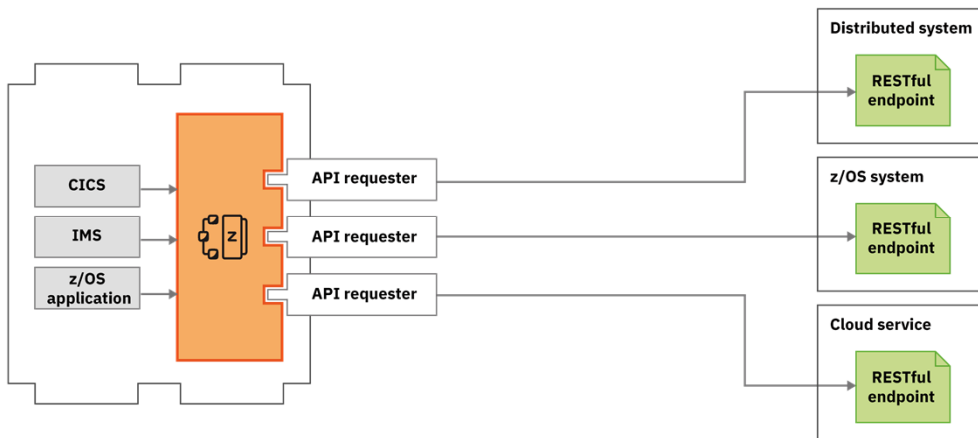 Distributed system
RESTful
endpoint
CICS
IMS
z/OS
application
Z
API requester
API requester
API requester
z/OS system
RESTful
endpoint
Cloud service
RESTful
endpoint